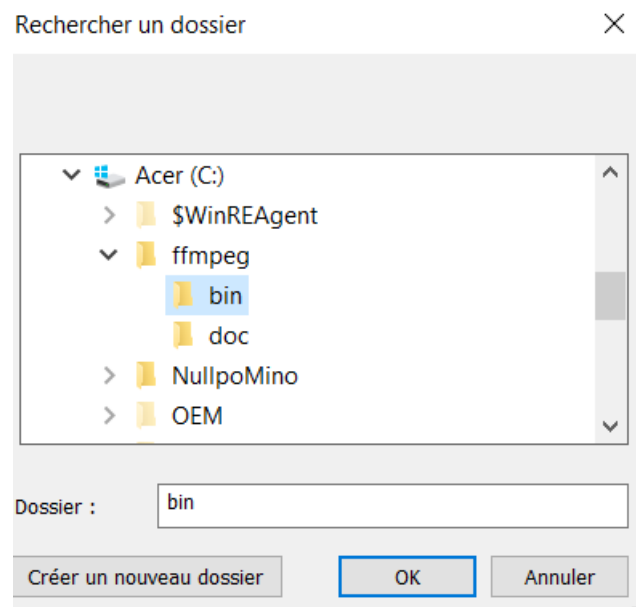 Rechercher un dossier
Acer (C:)
$WinREAgent
ffmpeg
bin
doc
NullpoMino
OEM
Dossier : bin
Créer un nouveau dossier OK Annuler